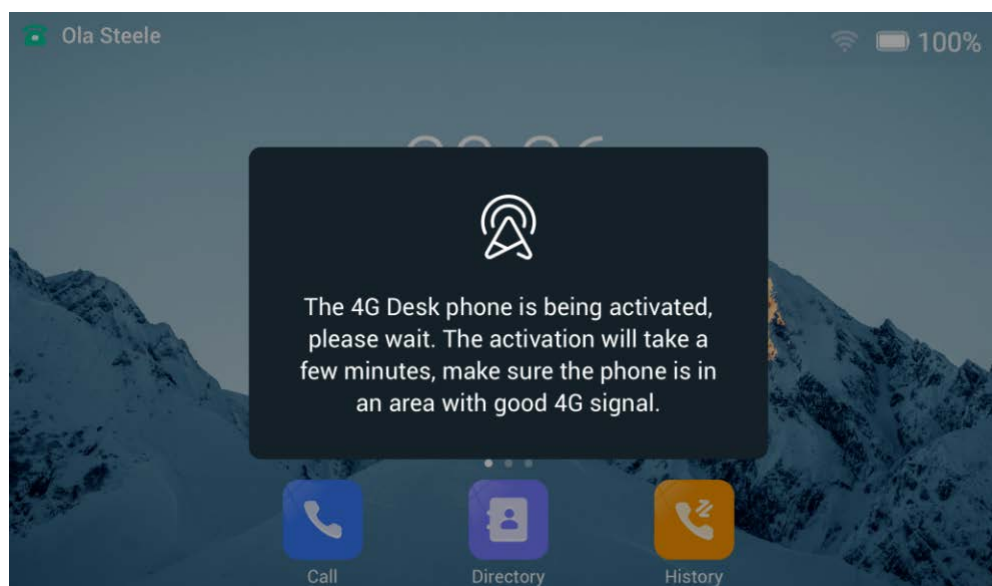 Ola Steele
100%
The 4G Desk phone is being activated,
please wait. The activation will take a
few minutes, make sure the phone is in
an area with good 4G signal.
Call
Directory
History